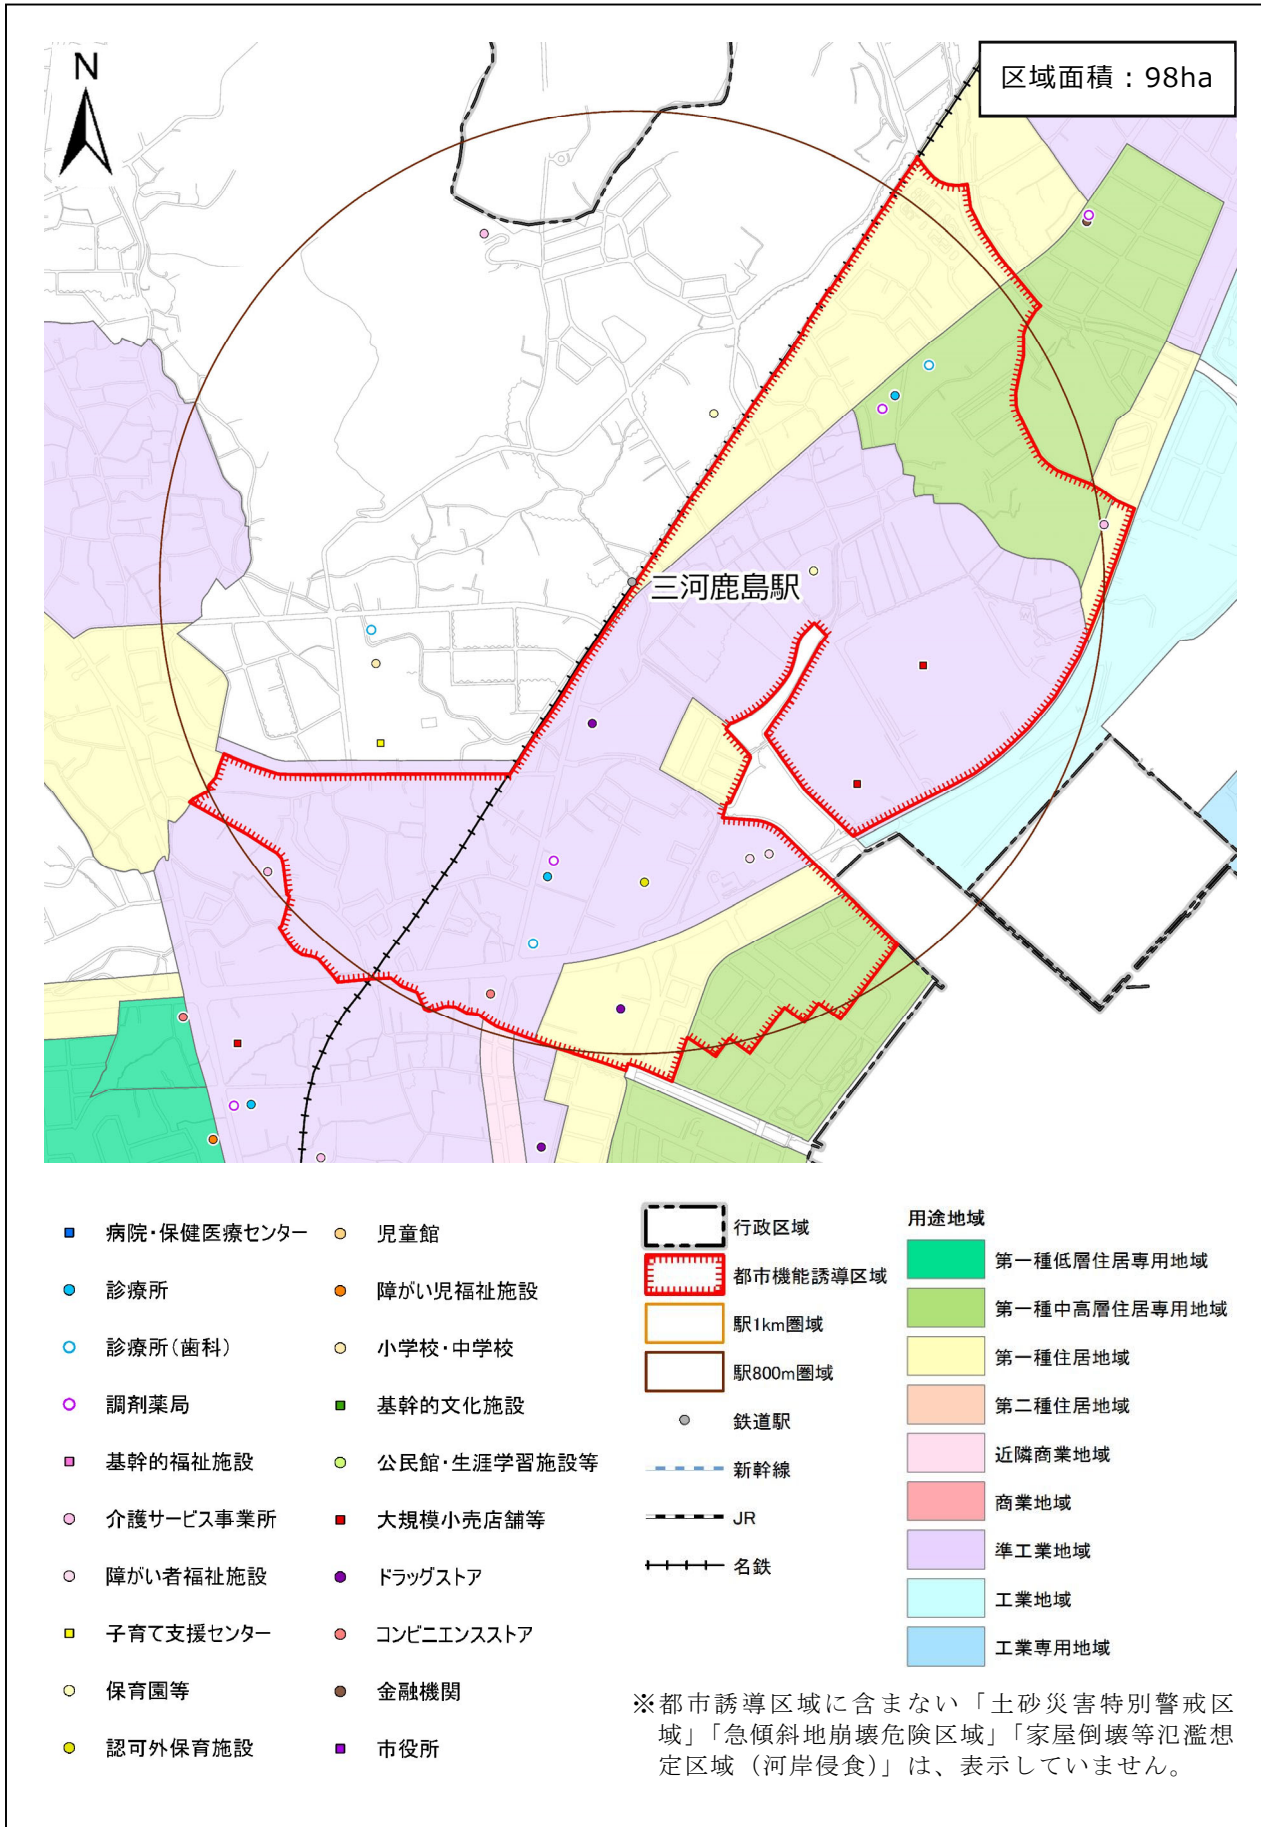 N
区域面積：98ha
三河鹿島駅
病院・保健医療センター
診療所
診療所（歯科）
調剤薬局
基幹的福祉施設
介護サービス事業所
障がい者福祉施設
子育て支援センター
保育園等
認可外保育施設
児童館
障がい児福祉施設
小学校・中学校
基幹的文化施設
公民館・生涯学習施設等
大規模小売店舗等
ドラッグストア
コンビニエンスストア
金融機関
市役所
行政区域
都市機能誘導区域
駅1km圏域
駅800m圏域
鉄道駅
新幹線
JR
名鉄
用途地域
第一種低層住居専用地域
第一種中高層住居専用地域
第一種住居地域
第二種住居地域
近隣商業地域
商業地域
準工業地域
工業地域
工業専用地域
※都市誘導区域に含まない「土砂災害特別警戒区
域」「急傾斜地崩壊危険区域」「家屋倒壊等氾濫想
定区域（河岸侵食）」は、表示していません。